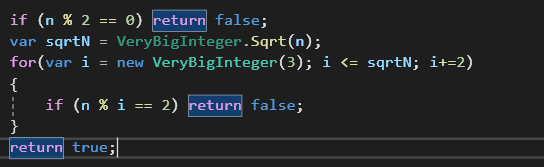 if (n % 2 == 0) return false;
var sqrtN = VeryBigInteger.Sqrt(n);
for(var i = new VeryBigInteger(3); i <= sqrtN; i+=2)
{
if (n % i == 2) return false;
}
return true;